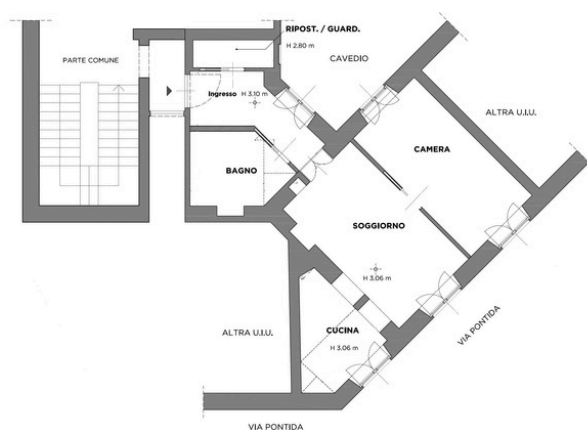 RIPOST. / GUARD.
H 2,80 m
PARTE COMUNE
CAVEDIO
Ingresso H 3.10 m
ALTRA U.I.U.
CAMERA
BAGNO
SOGGIORNO
H 3.06 m
VIA PONTIDA
ALTRA U.I.U.
CUCINA
H 3.06 m
VIA PONTIDA